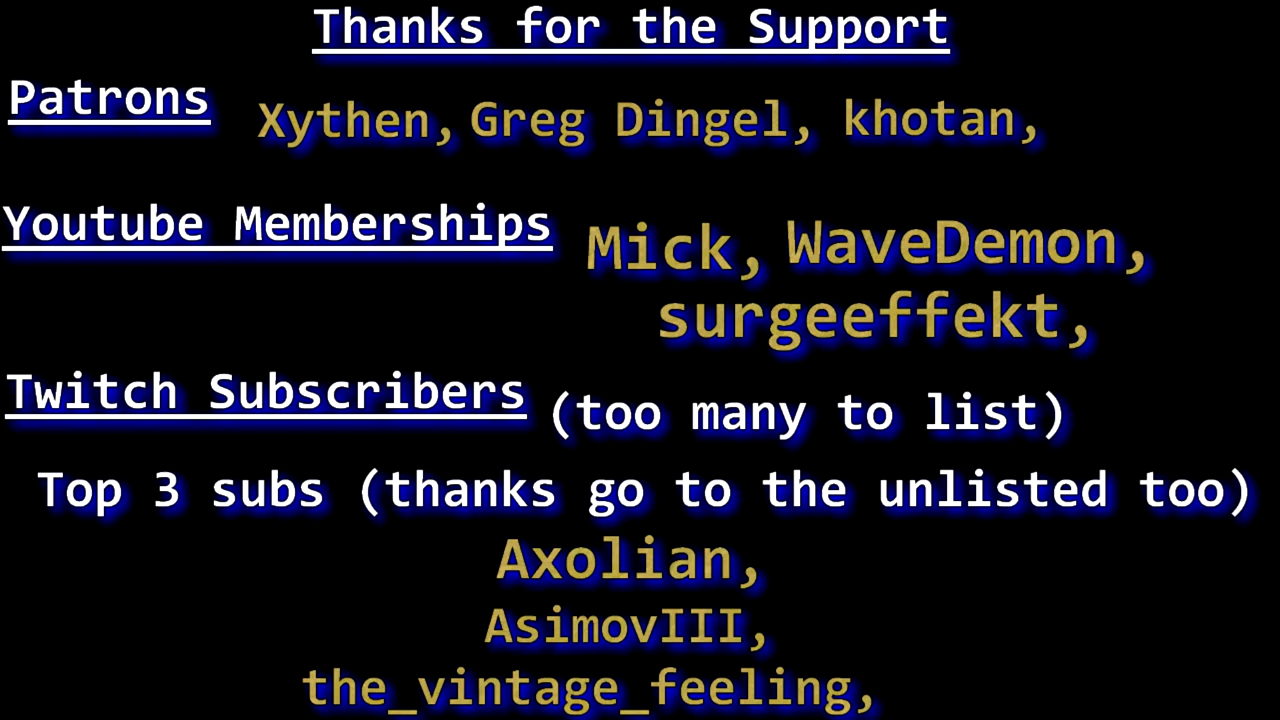 Thanks for the Support
Patrons Xythen, Greg Dingel, khotan,
Youtube Memberships Mick, WaveDemon,
surgeeffekt,
Twitch Subscribers (too many to list)
Top 3 subs (thanks go to the unlisted too)
Axolian,
AsimovIII,
the_vintage_feeling,